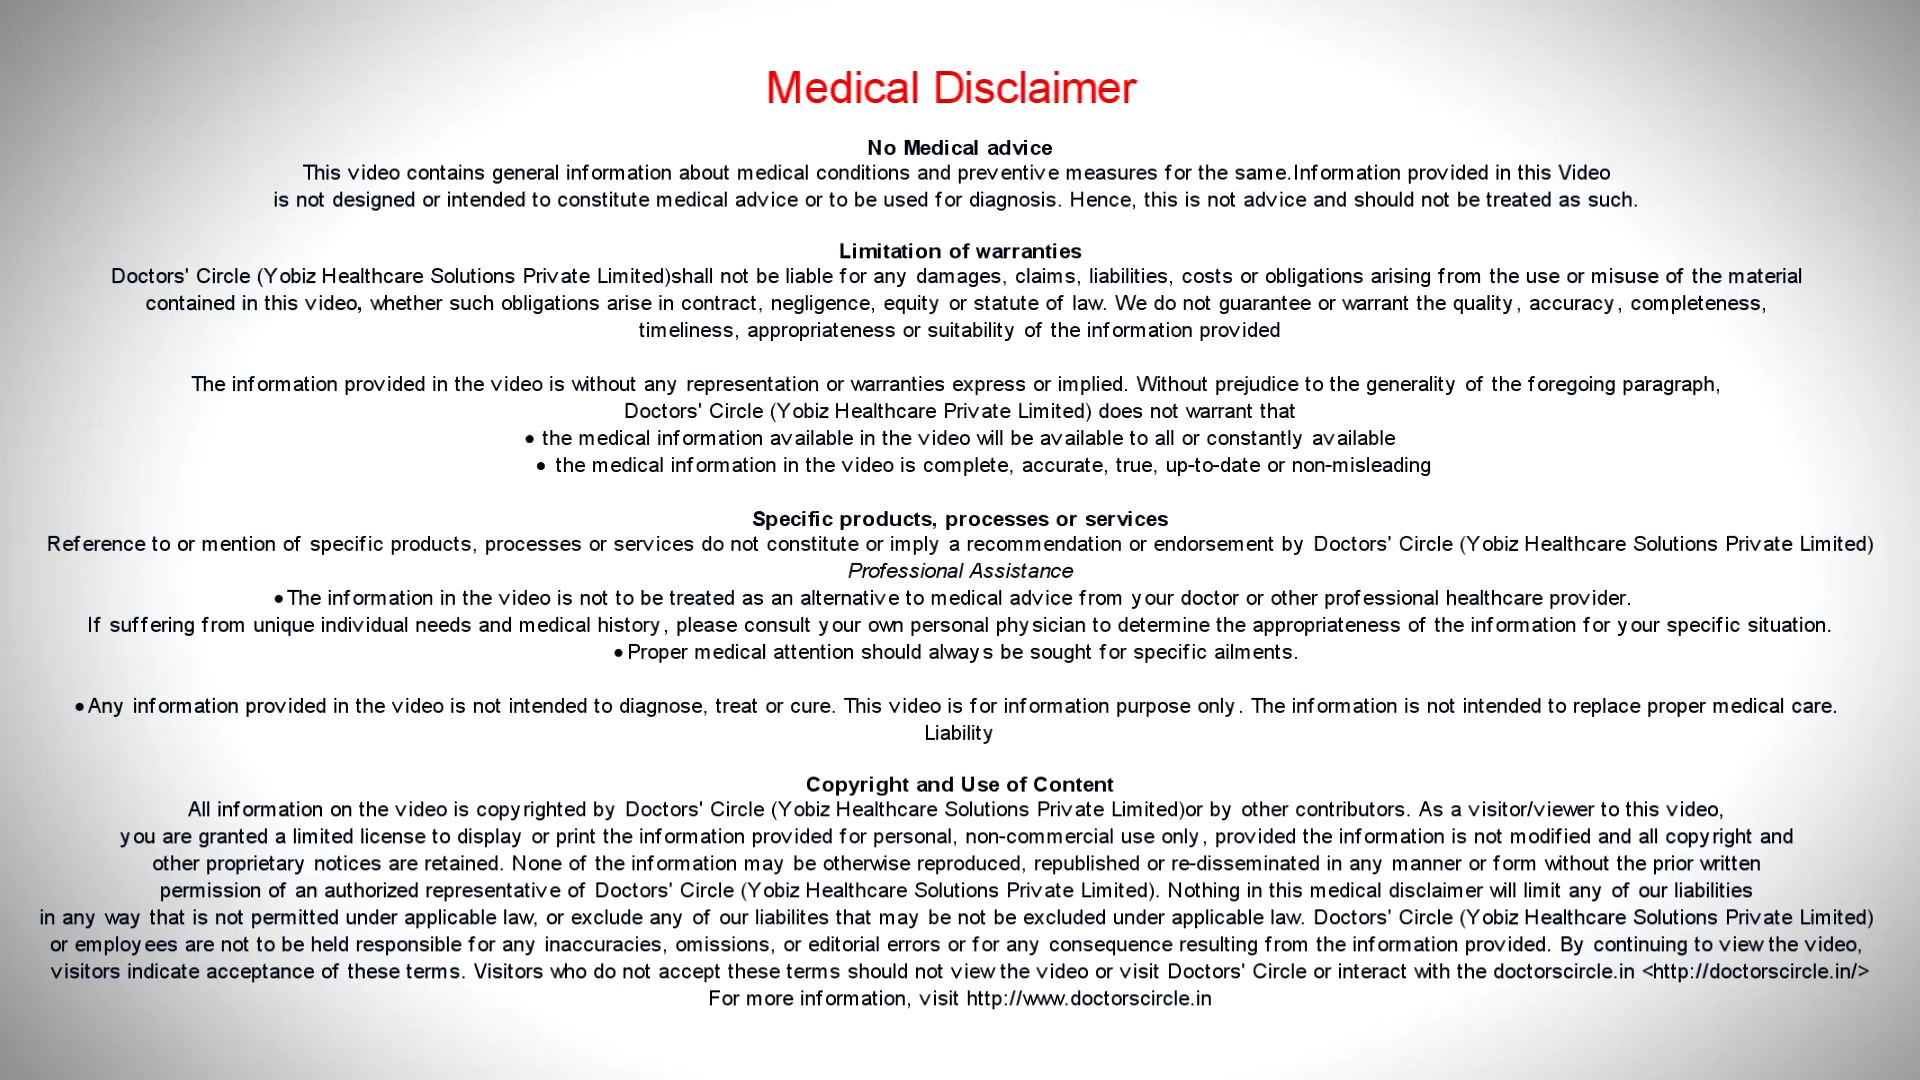 Medical Disclaimer
No Medical advice
This video contains general information about medical conditions and preventive measures for the same.Information provided in this Video
is not designed or intended to constitute medical advice or to be used for diagnosis. Hence, this is not advice and should not be treated as such.
Limitation of warranties
Doctors' Circle (Yobiz Healthcare Solutions Private Limited)shall not be liable for any damages, claims, liabilities, costs or obligations arising from the use or misuse of the material
contained in this video, whether such obligations arise in contract, negligence, equity or statute of law. We do not guarantee or warrant the quality, accuracy, completeness,
timeliness, appropriateness or suitability of the information provided
The information provided in the video is without any representation or warranties express or implied. Without prejudice to the generality of the foregoing paragraph,
Doctors' Circle (Yobiz Healthcare Private Limited) does not warrant that
• the medical information available in the video will be available to all or constantly available
• the medical information in the video is complete, accurate, true, up-to-date or non-misleading
Specific products, processes or services
Reference to or mention of specific products, processes or services do not constitute or imply a recommendation or endorsement by Doctors' Circle (Yobiz Healthcare Solutions Private Limited)
Professional Assistance
•The information in the video is not to be treated as an alternative to medical advice from your doctor or other professional healthcare provider.
If suffering from unique individual needs and medical history, please consult your own personal physician to determine the appropriateness of the information for your specific situation.
•Proper medical attention should always be sought for specific ailments.
•Any information provided in the video is not intended to diagnose, treat or cure. This video is for information purpose only. The information is not intended to replace proper medical care.
Liability
Copyright and Use of Content
All information on the video is copyrighted by Doctors' Circle (Yobiz Healthcare Solutions Private Limited)or by other contributors. As a visitor/viewer to this video,
you are granted a limited license to display or print the information provided for personal, non-commercial use only, provided the information is not modified and all copyright and
other proprietary notices are retained. None of the information may be otherwise reproduced, republished or re-disseminated in any manner or form without the prior written
permission of an authorized representative of Doctors' Circle (Yobiz Healthcare Solutions Private Limited). Nothing in this medical disclaimer will limit any of our liabilities
in any way that is not permitted under applicable law, or exclude any of our liabilites that may be not be excluded under applicable law. Doctors' Circle (Yobiz Healthcare Solutions Private Limited)
or employees are not to be held responsible for any inaccuracies, omissions, or editorial errors or for any consequence resulting from the information provided. By continuing to view the video,
visitors indicate acceptance of these terms. Visitors who do not accept these terms should not view the video or visit Doctors' Circle or interact with the doctorscircle.in <http://doctorscircle.in/>
For more information, visit http://www.doctorscircle.in